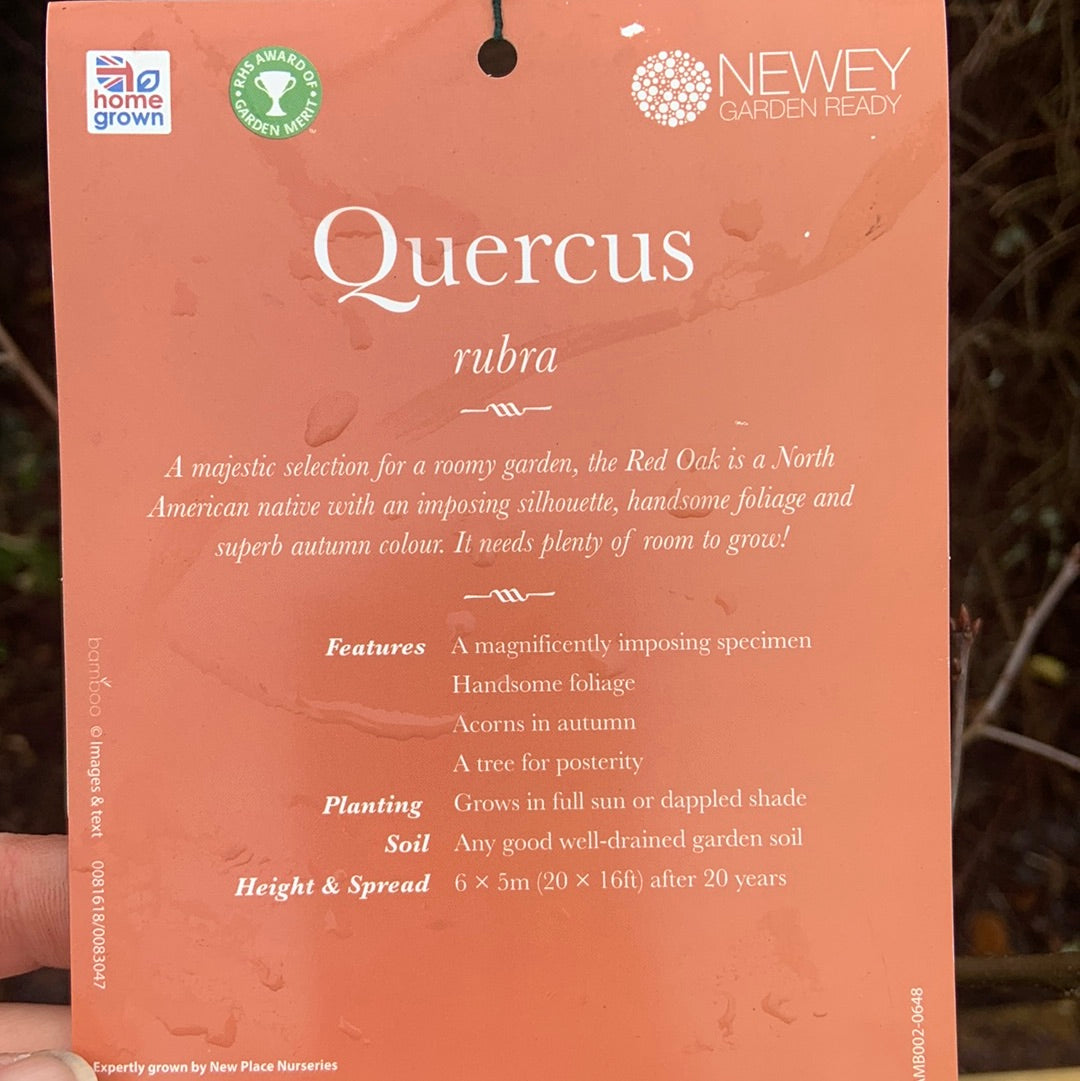 home
grown
RHS AWARD OF
GARDEN MERIT
NEWEY
GARDEN READY
Quercus
rubra
A majestic selection for a roomy garden, the Red Oak is a North
American native with an imposing silhouette, handsome foliage and
superb autumn colour. It needs plenty of room to grow!
Features A magnificently imposing specimen
Handsome foliage
Acorns in autumn
A tree for posterity
Planting Grows in full sun or dappled shade
Soil Any good well-drained garden soil
Height & Spread 6 × 5m (20 × 16ft) after 20 years
bamboo © Images & text 0081618/0083047
Expertly grown by New Place Nurseries
AMB002-0648